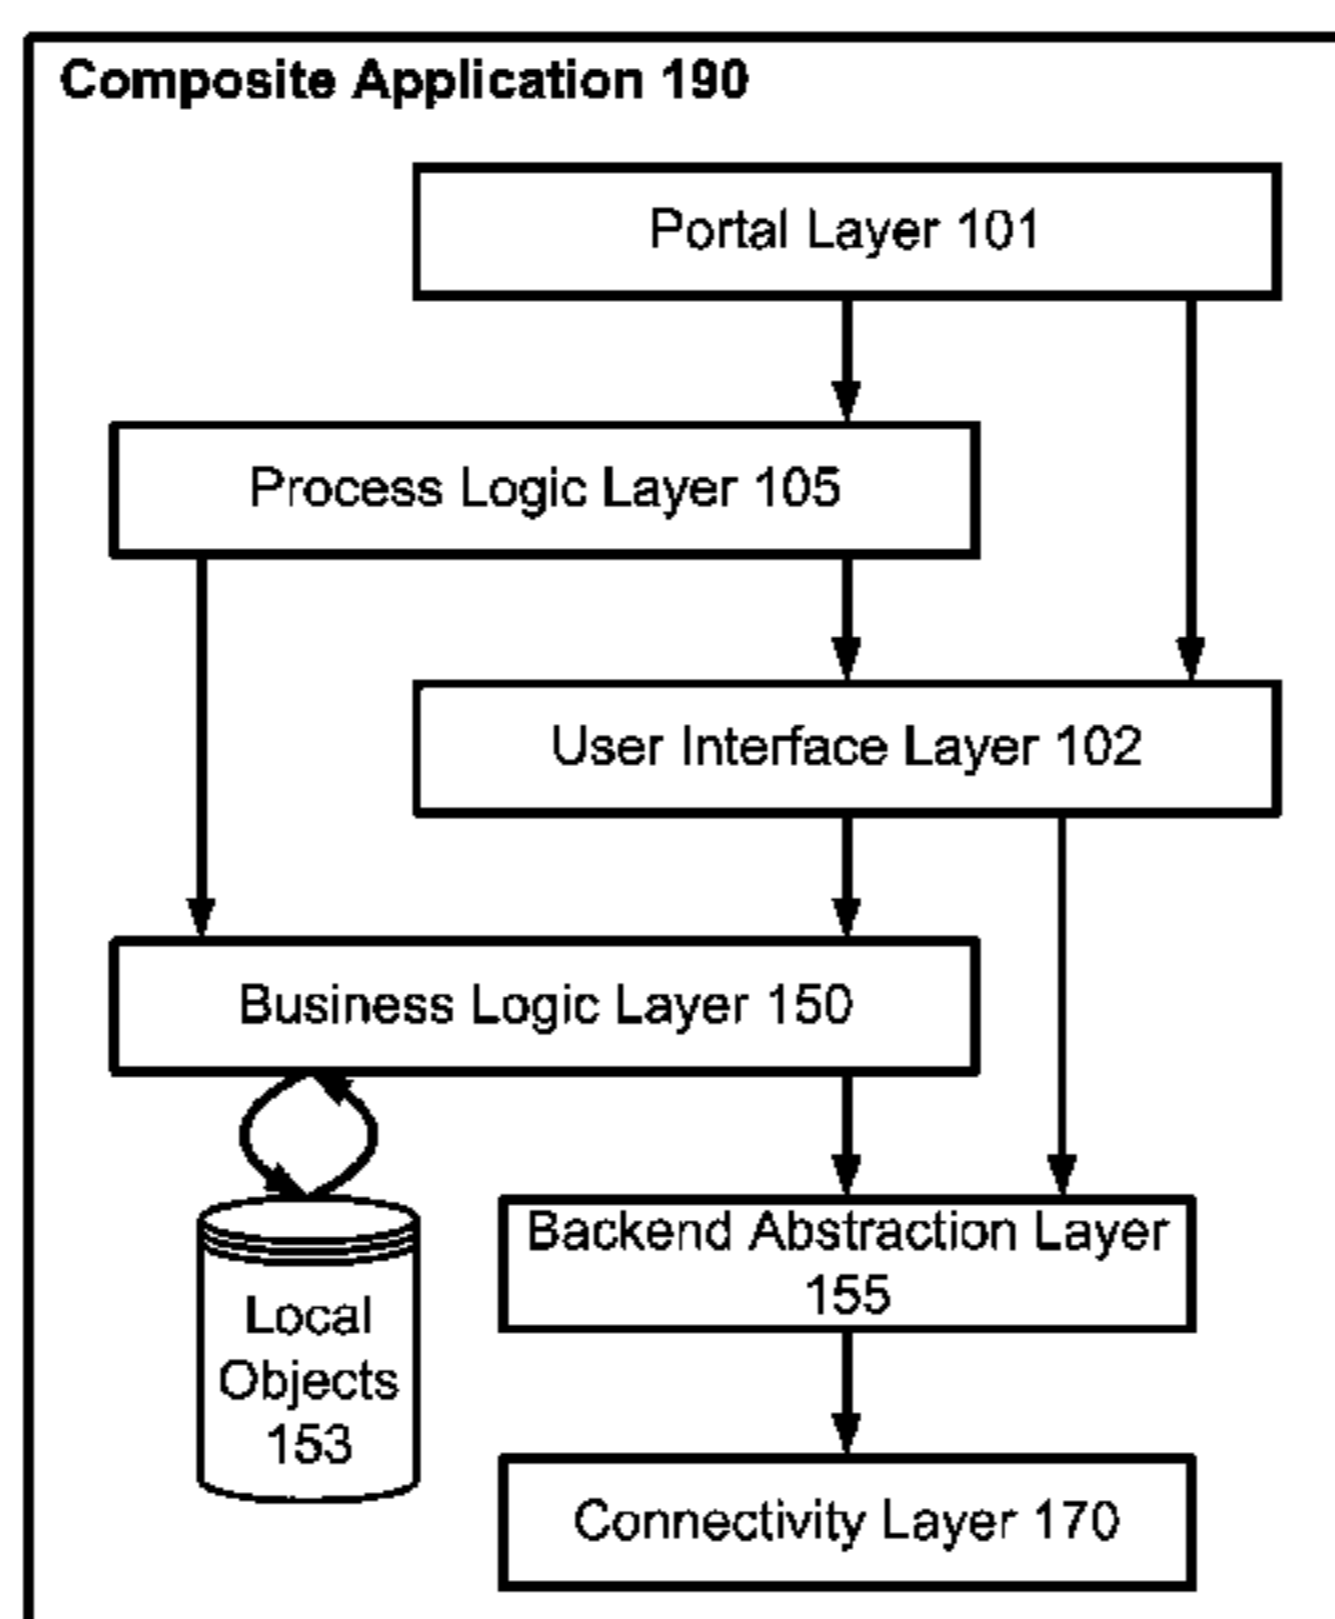 Composite Application 190
Portal Layer 101
Process Logic Layer 105
User Interface Layer 102
Business Logic Layer 150
Backend Abstraction Layer
155
Local
Objects
153
Connectivity Layer 170